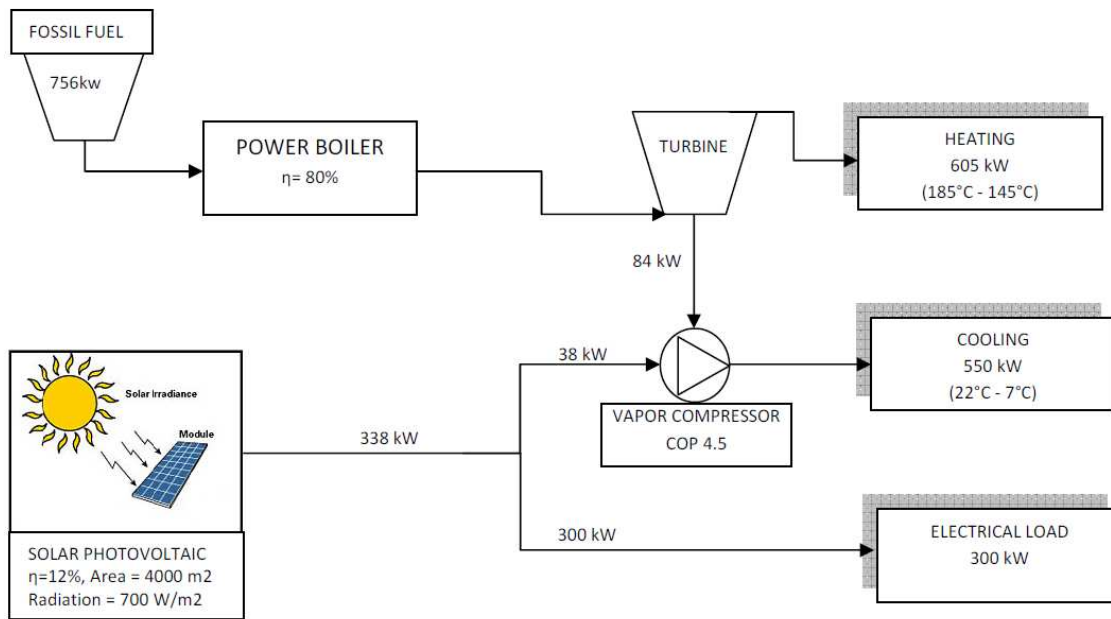 FOSSIL FUEL
756kw
POWER BOILER
η= 80%
TURBINE
HEATING
605 kW
(185°C - 145°C)
84 kW
COOLING
550 kW
(22°C - 7°C)
38 kW
VAPOR COMPRESSOR
COP 4.5
Solar Irradiance
Module
338 kW
300 kW
ELECTRICAL LOAD
300 kW
SOLAR PHOTOVOLTAIC
η=12%, Area = 4000 m2
Radiation = 700 W/m2